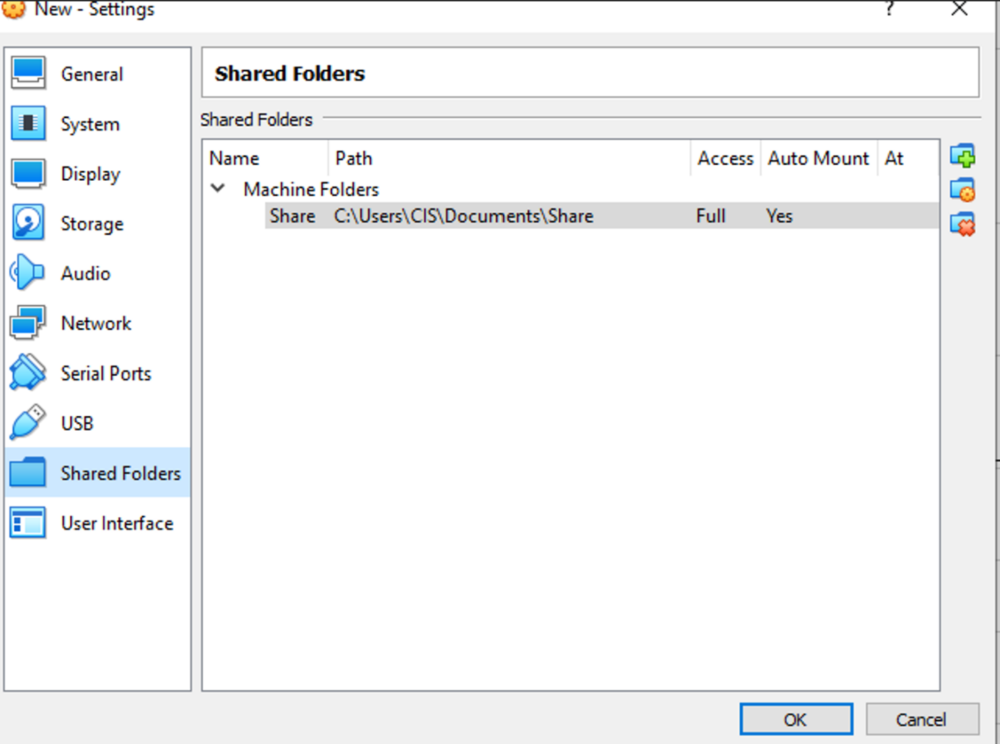 New - Settings
?
General
System
Display
Storage
Audio
Network
Serial Ports
USB
Shared Folders
User Interface
Shared Folders
Shared Folders
Name Path Access Auto Mount At
Machine Folders
Share C:\Users\CIS\Documents\Share Full Yes
OK Cancel